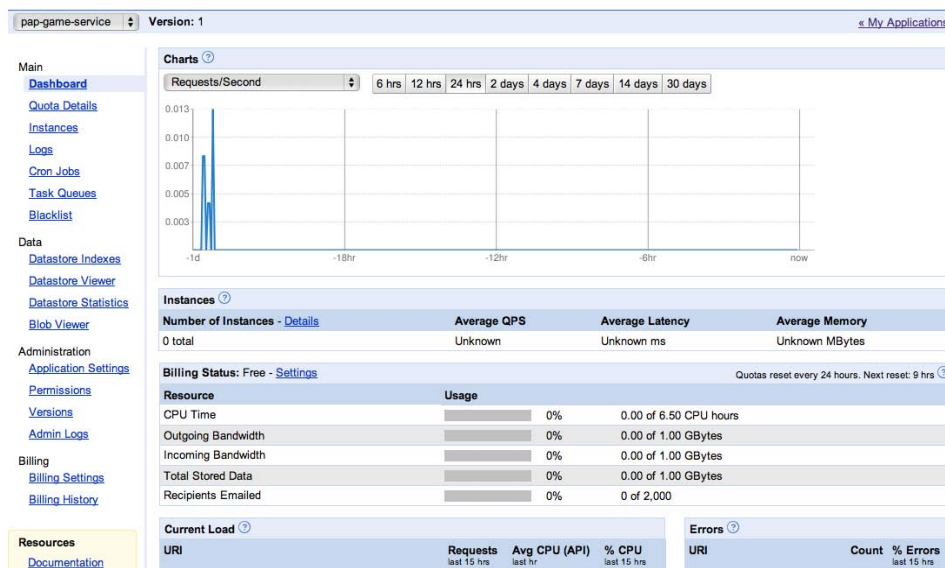 pap-game-service Version: 1 « My Applications
Main
Dashboard
Quota Details
Instances
Logs
Cron Jobs
Task Queues
Blacklist
Data
Datastore Indexes
Datastore Viewer
Datastore Statistics
Blob Viewer
Administration
Application Settings
Permissions
Versions
Admin Logs
Billing
Billing Settings
Billing History
Resources
Documentation
Charts ?
Requests/Second 6 hrs 12 hrs 24 hrs 2 days 4 days 7 days 14 days 30 days
0.013
0.010
0.007
0.005
0.003
-1d -18hr -12hr -6hr now
Instances ?
Number of Instances - Details Average QPS Average Latency Average Memory
0 total Unknown Unknown ms Unknown MBytes
Billing Status: Free - Settings Quotas reset every 24 hours. Next reset: 9 hrs ?
Resource Usage
CPU Time 0% 0.00 of 6.50 CPU hours
Outgoing Bandwidth 0% 0.00 of 1.00 GBytes
Incoming Bandwidth 0% 0.00 of 1.00 GBytes
Total Stored Data 0% 0.00 of 1.00 GBytes
Recipients Emailed 0% 0 of 2,000
Current Load ?
URI Requests last 15 hrs Avg CPU (API) last hr % CPU last 15 hrs
Errors ?
URI Count % Errors last 15 hrs